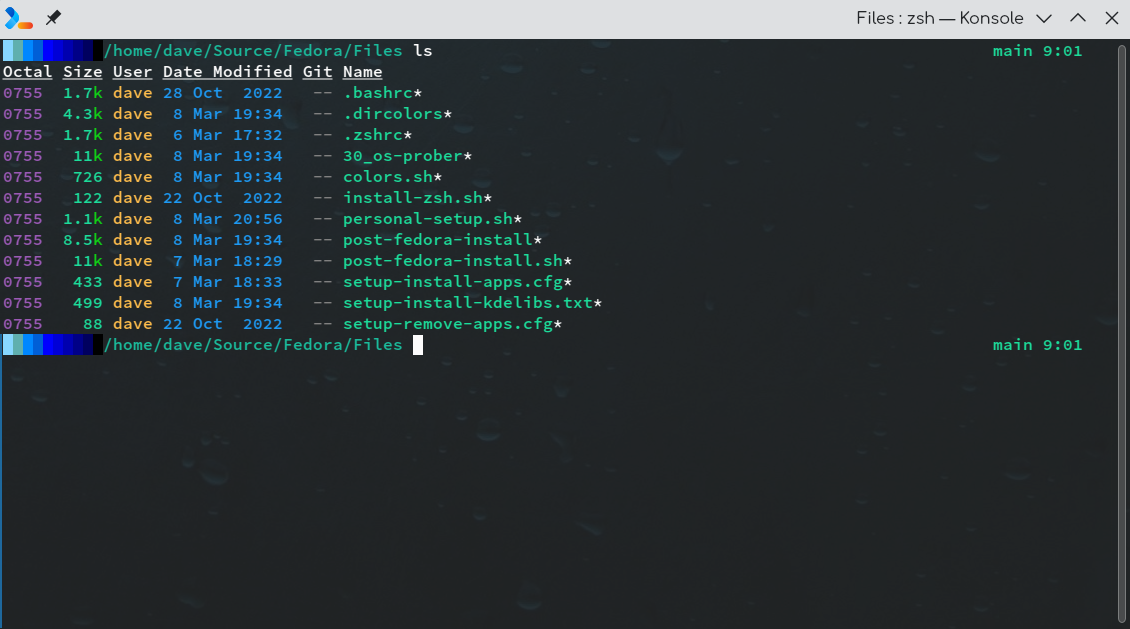 Files : zsh — Konsole
/home/dave/Source/Fedora/Files ls main 9:01
Octal Size User Date Modified Git Name
0755 1.7k dave 28 Oct  2022 -- .bashrc*
0755 4.3k dave  8 Mar 19:34 -- .dircolors*
0755 1.7k dave  6 Mar 17:32 -- .zshrc*
0755  11k dave  8 Mar 19:34 -- 30_os-prober*
0755  726 dave  8 Mar 19:34 -- colors.sh*
0755  122 dave 22 Oct  2022 -- install-zsh.sh*
0755 1.1k dave  8 Mar 20:56 -- personal-setup.sh*
0755 8.5k dave  8 Mar 19:34 -- post-fedora-install*
0755  11k dave  7 Mar 18:29 -- post-fedora-install.sh*
0755  433 dave  7 Mar 18:33 -- setup-install-apps.cfg*
0755  499 dave  8 Mar 19:34 -- setup-install-kdelibs.txt*
0755   88 dave 22 Oct  2022 -- setup-remove-apps.cfg*
/home/dave/Source/Fedora/Files main 9:01